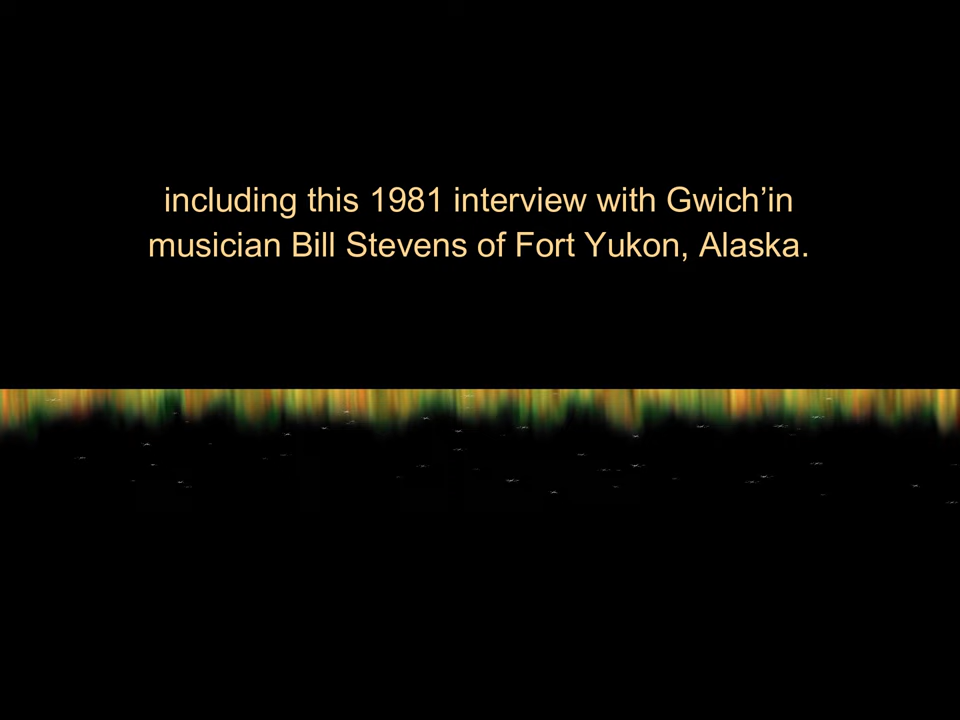 including this 1981 interview with Gwich’in
musician Bill Stevens of Fort Yukon, Alaska.